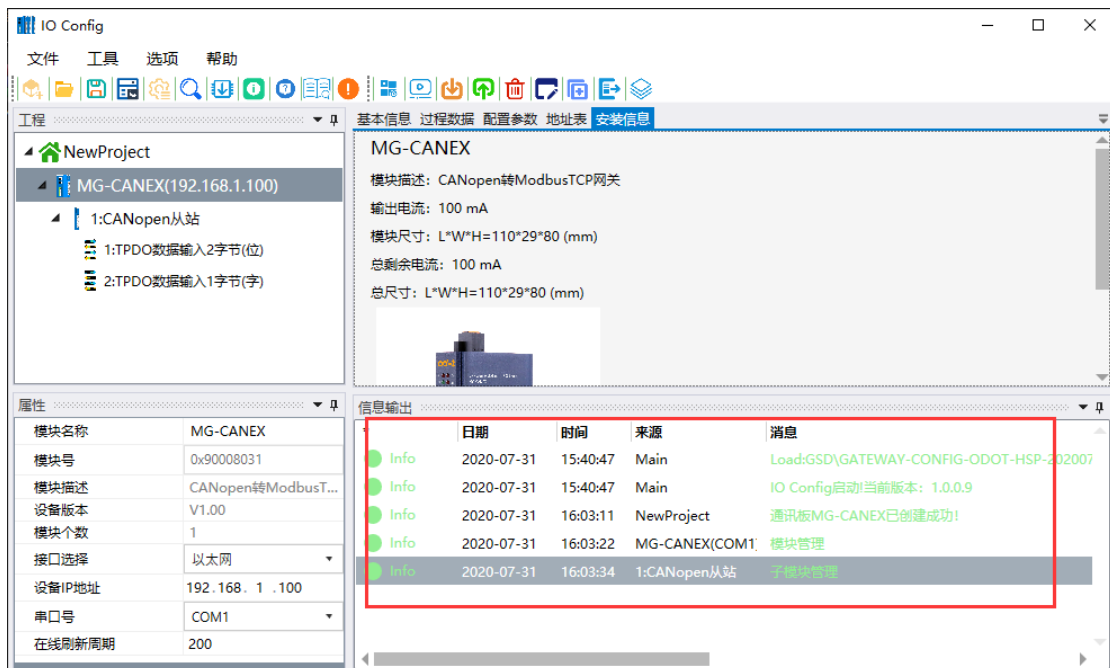 IO Config
文件 工具 选项 帮助
工程
NewProject
MG-CANEX(192.168.1.100)
1:CANopen从站
1:TPDO数据输入2字节(位)
2:TPDO数据输入1字节(字)
基本信息 过程数据 配置参数 地址表 安装信息
MG-CANEX
模块描述：CANopen转ModbusTCP网关
输出电流：100 mA
模块尺寸：L*W*H=110*29*80 (mm)
总剩余电流：100 mA
总尺寸：L*W*H=110*29*80 (mm)
属性
模块名称 MG-CANEX
模块号 0x90008031
模块描述 CANopen转ModbusT...
设备版本 V1.00
模块个数 1
接口选择 以太网
设备IP地址 192.168. 1 .100
串口号 COM1
在线刷新周期 200
信息输出
日期 时间 来源 消息
Info 2020-07-31 15:40:47 Main Load:GSD\GATEWAY-CONFIG-ODOT-HSP-202007
Info 2020-07-31 15:40:47 Main IO Config启动!当前版本：1.0.0.9
Info 2020-07-31 16:03:11 NewProject 通讯板MG-CANEX已创建成功!
Info 2020-07-31 16:03:22 MG-CANEX(COM1) 模块管理
Info 2020-07-31 16:03:34 1:CANopen从站 子模块管理